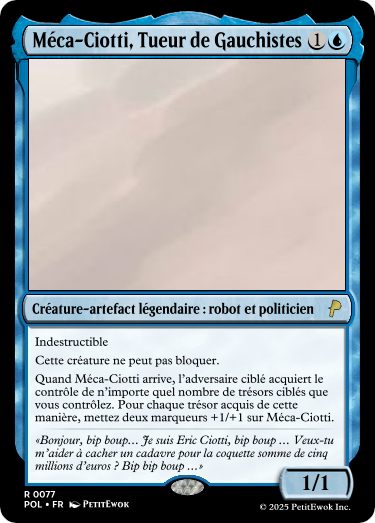 Méca-Ciotti, Tueur de Gauchistes 1
Créature-artefact légendaire : robot et politicien
Indestructible
Cette créature ne peut pas bloquer.
Quand Méca-Ciotti arrive, l'adversaire ciblé acquiert
le contrôle de n'importe quel nombre de trésors ciblés
que vous contrôlez. Pour chaque trésor acquis de cette
manière, mettez deux marqueurs +1/+1 sur Méca-Ciotti.
«Bonjour, bip boup... Je suis Eric Ciotti, bip boup ... Veux-tu
m'aider à cacher un cadavre pour la coquette somme de cinq
millions d'euros ? Bip bip boup ...»
1/1
R 0077
POL • FR PetitEwok
© 2025 PetitEwok Inc.